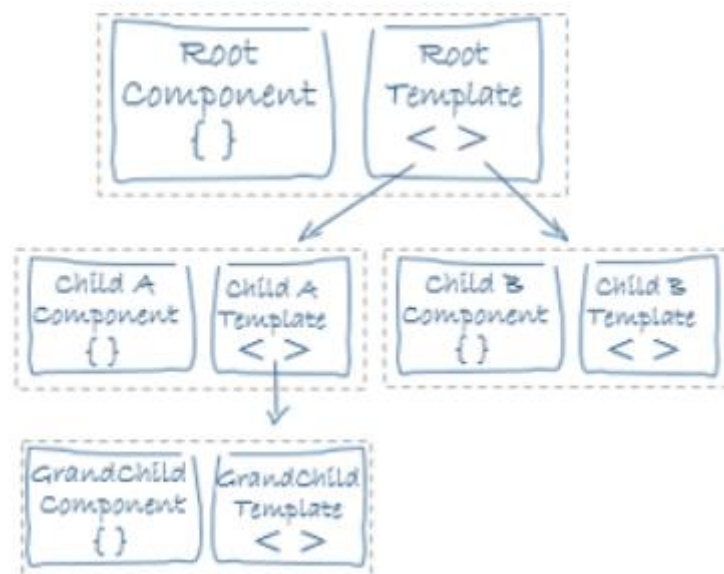 Root
Component
{ }
Root
Template
< >
Child A
Component
{ }
Child A
Template
< >
Child B
Component
{ }
Child B
Template
< >
GrandChild
Component
{ }
GrandChild
Template
< >